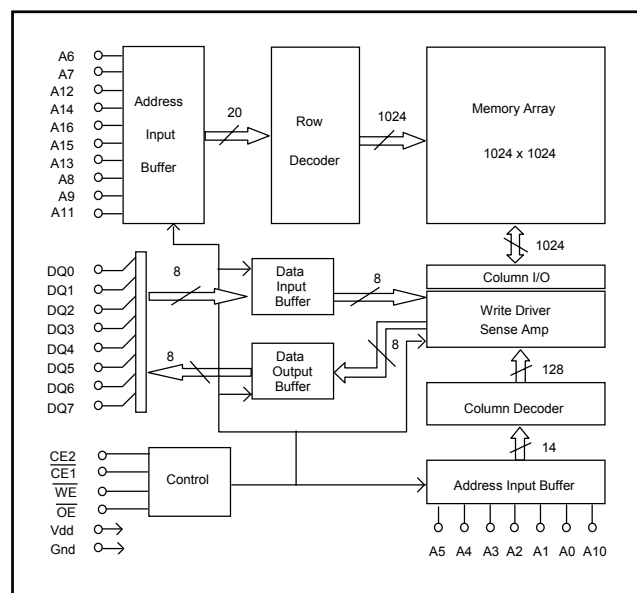 A6
A7
A12
A14
A16
A15
A13
A8
A9
A11
Address
Input
Buffer
20
Row
Decoder
1024
Memory Array
1024 x 1024
1024
DQ0
DQ1
DQ2
DQ3
DQ4
DQ5
DQ6
DQ7
8
Data
Input
Buffer
8
Column I/O
Write Driver
Sense Amp
8
8
Data
Output
Buffer
128
Column Decoder
14
CE2
CE1
WE
OE
Vdd
Gnd
Control
Address Input Buffer
A5 A4 A3 A2 A1 A0 A10